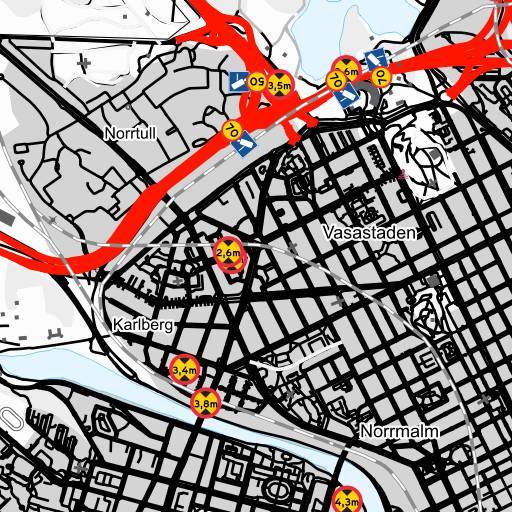 50
3,5m
70
6m
70
70
Norrtull
Vasastaden
2,6m
Karlberg
3,4m
3,8m
Norrmalm
4,3m